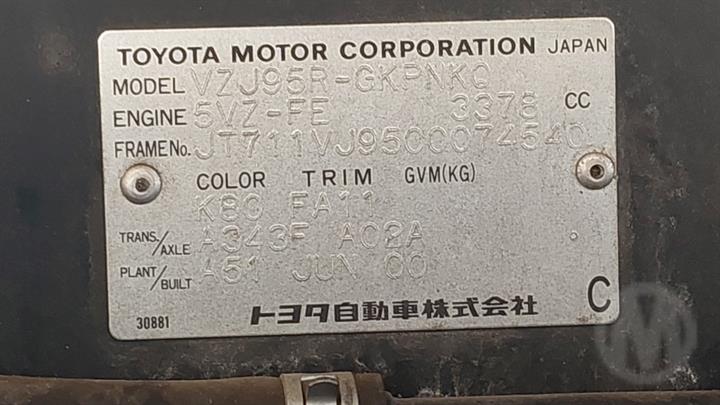 TOYOTA MOTOR CORPORATION JAPAN
MODEL VZJ95R-GKPNKQ
ENGINE 5VZ-FE 3378 CC
FRAME No. JT711VJ9500074540
COLOR TRIM GVM(KG)
K8C FA11
TRANS./AXLE A343F A02A
PLANT/BUILT A51 JUN 00
30881 トヨタ自動車株式会社 C
M